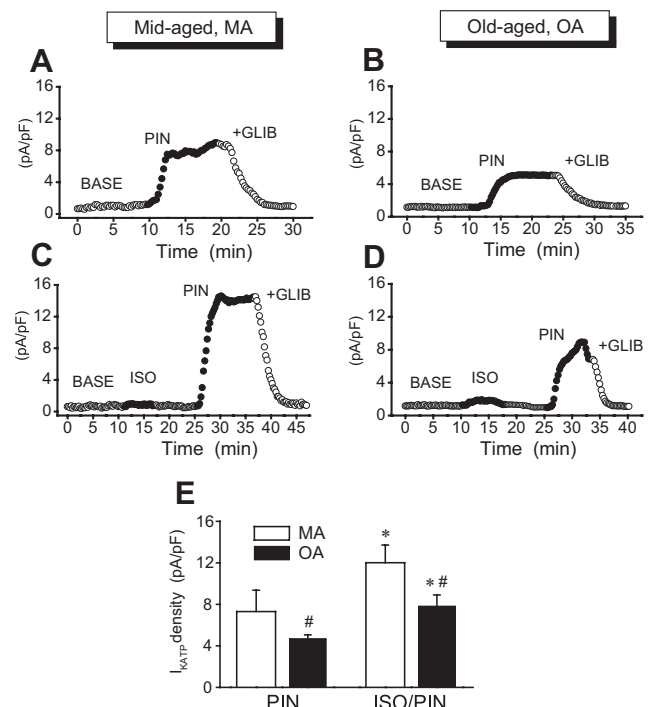 Mid-aged, MA
Old-aged, OA
A
16
12
8
4
0
(pA/pF)
BASE
PIN
+GLIB
0 5 10 15 20 25 30
Time (min)
B
16
12
8
4
0
(pA/pF)
BASE
PIN
+GLIB
0 5 10 15 20 25 30 35
Time (min)
C
16
12
8
4
0
(pA/pF)
BASE
ISO
PIN
+GLIB
0 5 10 15 20 25 30 35 40 45
Time (min)
D
16
12
8
4
0
(pA/pF)
BASE
ISO
PIN
+GLIB
0 5 10 15 20 25 30 35 40
Time (min)
E
16
12
8
4
0
IKATP density (pA/pF)
MA
OA
#
*
*#
PIN
ISO/PIN